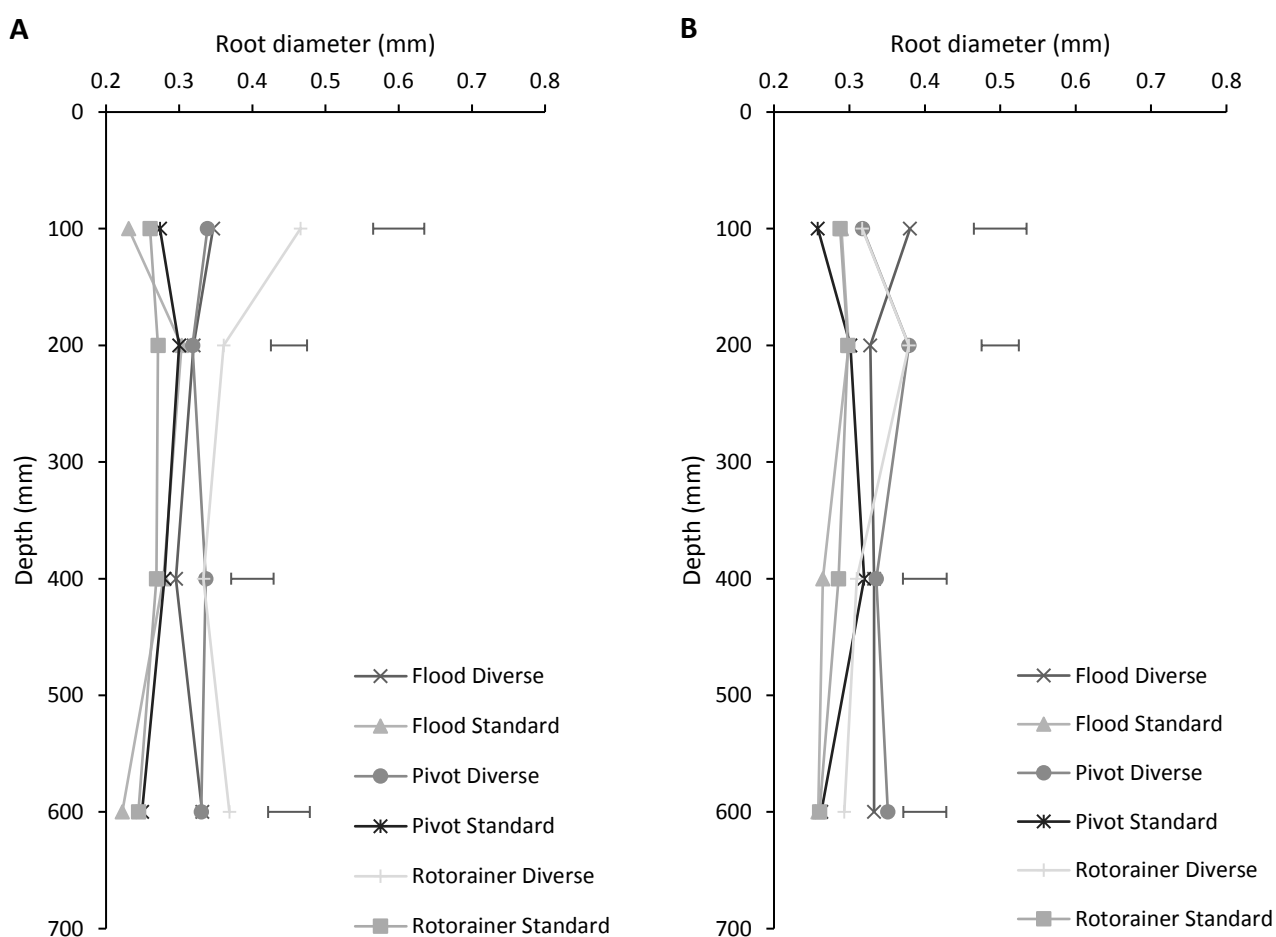 A
Root diameter (mm)
0.2 0.3 0.4 0.5 0.6 0.7 0.8
0
100
200
300
400
500
600
700
Depth (mm)
Flood Diverse
Flood Standard
Pivot Diverse
Pivot Standard
Rotorainer Diverse
Rotorainer Standard
B
Root diameter (mm)
0.2 0.3 0.4 0.5 0.6 0.7 0.8
0
100
200
300
400
500
600
700
Depth (mm)
Flood Diverse
Flood Standard
Pivot Diverse
Pivot Standard
Rotorainer Diverse
Rotorainer Standard